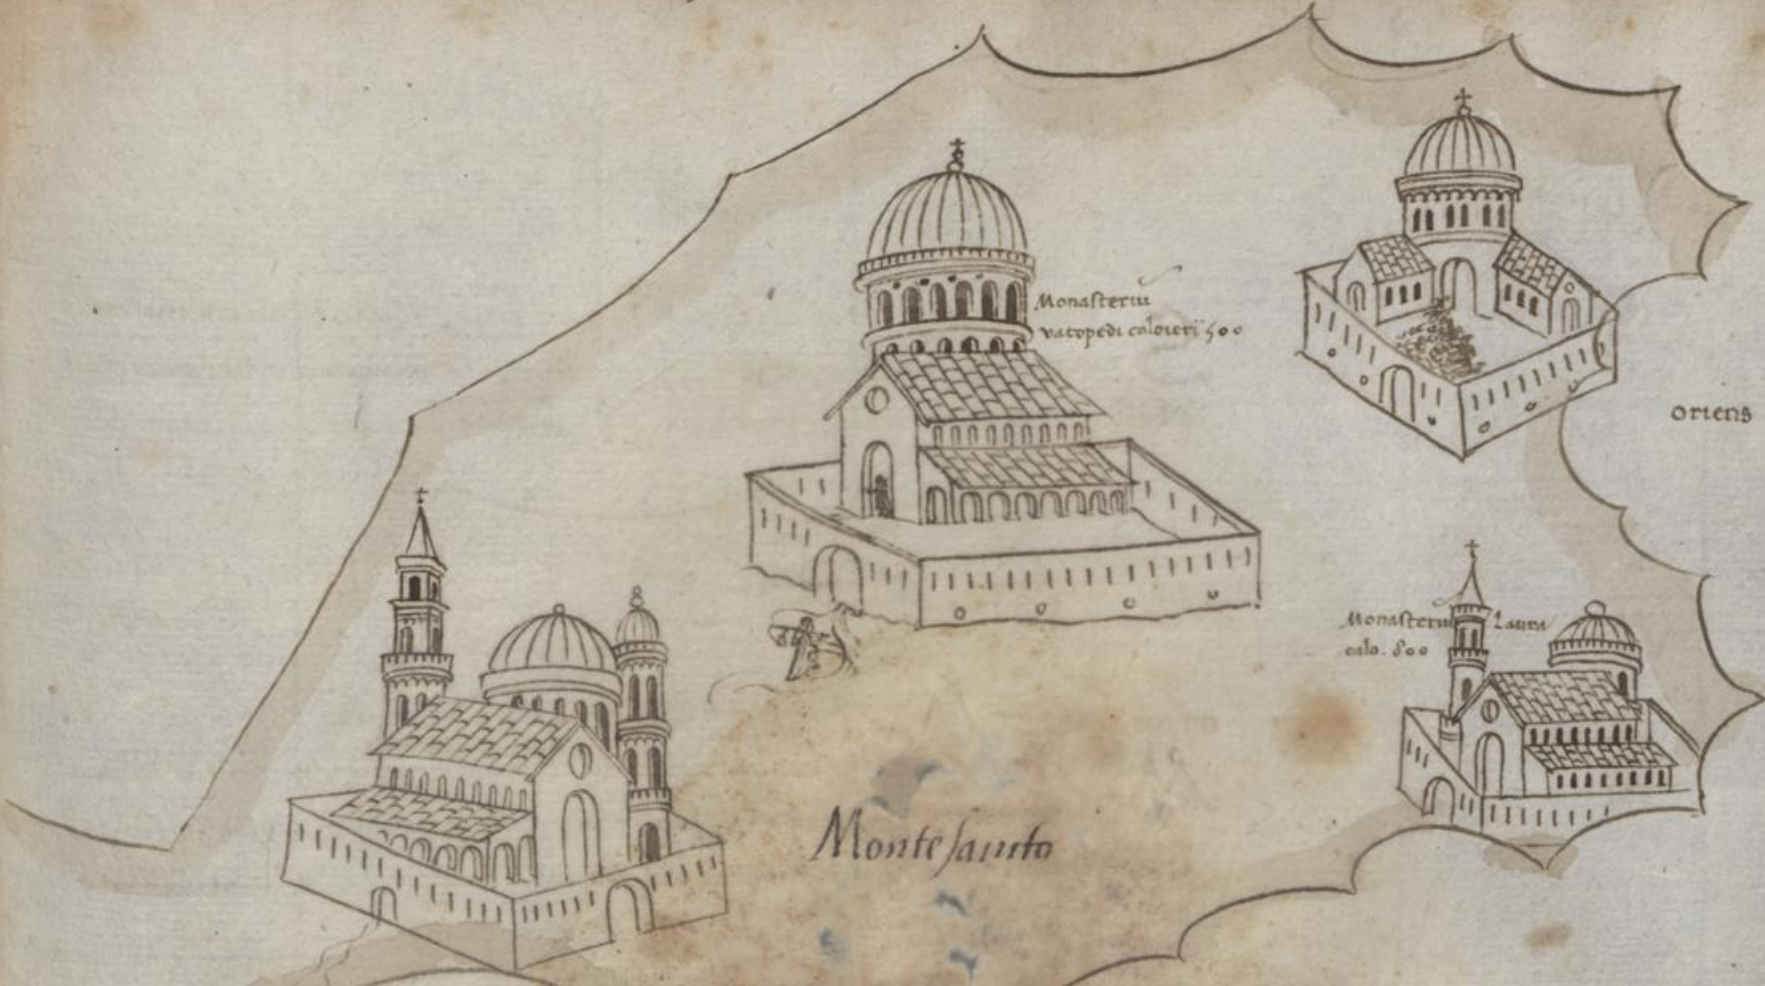 Monasteriu
vatopedi caloieri 500
oriens
Monasteriu Laura
calo. 800
Monte sancto